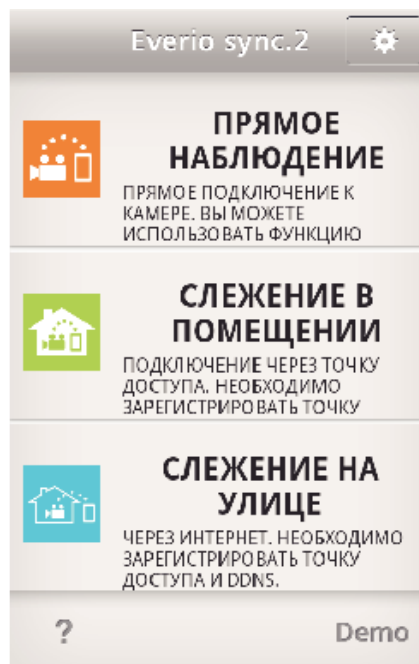 Everio sync.2
ПРЯМОЕ
НАБЛЮДЕНИЕ
ПРЯМОЕ ПОДКЛЮЧЕНИЕ К
КАМЕРЕ. ВЫ МОЖЕТЕ
ИСПОЛЬЗОВАТЬ ФУНКЦИЮ
СЛЕЖЕНИЕ В
ПОМЕЩЕНИИ
ПОДКЛЮЧЕНИЕ ЧЕРЕЗ ТОЧКУ
ДОСТУПА. НЕОБХОДИМО
ЗАРЕГИСТРИРОВАТЬ ТОЧКУ
СЛЕЖЕНИЕ НА
УЛИЦЕ
ЧЕРЕЗ ИНТЕРНЕТ. НЕОБХОДИМО
ЗАРЕГИСТРИРОВАТЬ ТОЧКУ
ДОСТУПА И DDNS.
? Demo